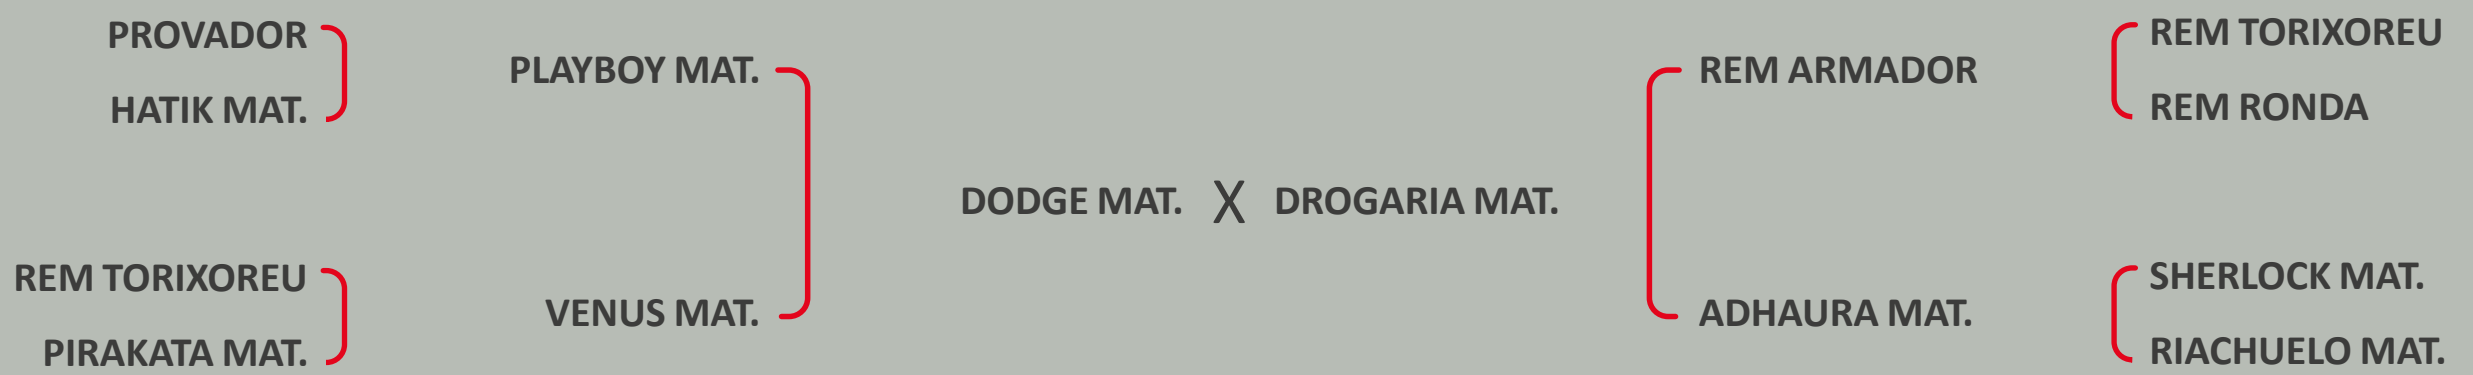 PROVADOR
HATIK MAT.
PLAYBOY MAT.
REM TORIXOREU
PIRAKATA MAT.
VENUS MAT.
DODGE MAT. X DROGARIA MAT.
REM ARMADOR
REM TORIXOREU
REM RONDA
ADHAURA MAT.
SHERLOCK MAT.
RIACHUELO MAT.